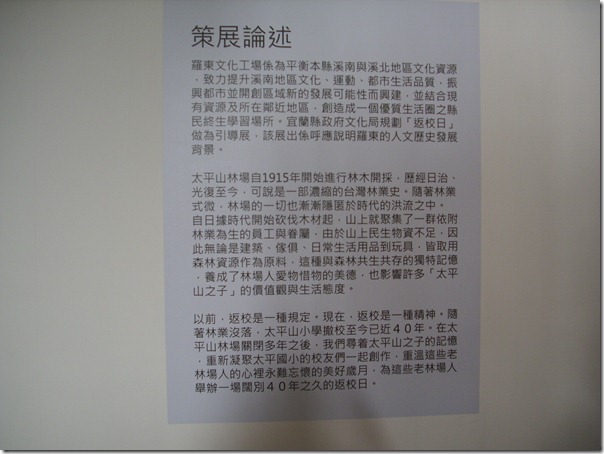 策展論述
羅東文化工場係為平衡本縣溪南與溪北地區文化資源
，致力提升溪南地區文化、運動、都市生活品質，振
興都市並開創區域新的發展可能性而興建，並結合現
有資源及所在鄰近地區，創造成一個優質生活圈之縣
民終生學習場所。宜蘭縣政府文化局規劃「返校日」
做為引導展，該展出係呼應說明羅東的人文歷史發展
背景。
太平山林場自1915年開始進行林木開採，歷經日治、
光復至今，可說是一部濃縮的台灣林業史。隨著林業
式微，林場的一切也漸漸隱匿於時代的洪流之中。
自日據時代開始砍伐木材起，山上就聚集了一群依附
林業為生的員工與眷屬，由於山上民生物資不足，因
此無論是建築、傢俱、日常生活用品到玩具，皆取用
森林資源作為原料，這種與森林共生共存的獨特記憶
，養成了林場人愛物惜物的美德，也影響許多「太平
山之子」的價值觀與生活態度。
以前，返校是一種規定。現在，返校是一種精神。隨
著林業沒落，太平山小學撤校至今已近４０年。在太
平山林場關閉多年之後，我們尋着太平山之子的記憶
，重新凝聚太平國小的校友們一起創作，重溫這些老
林場人的心裡永難忘懷的美好歲月，為這些老林場人
舉辦一場闊別４０年之久的返校日。